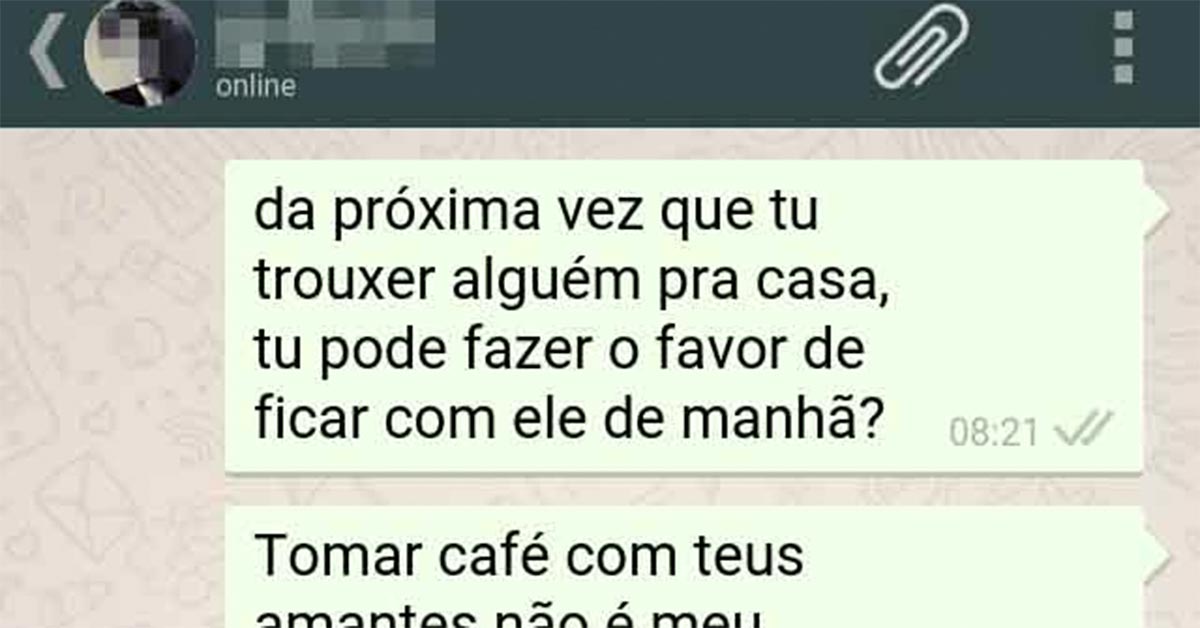 online
da próxima vez que tu
trouxer alguém pra casa,
tu pode fazer o favor de
ficar com ele de manhã?
08:21
Tomar café com teus
amantes não é meu